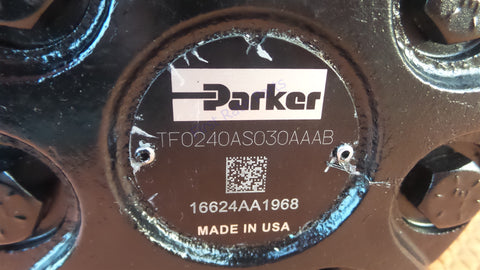 Parker
TF0240AS030AAAB
16624AA1968
MADE IN USA